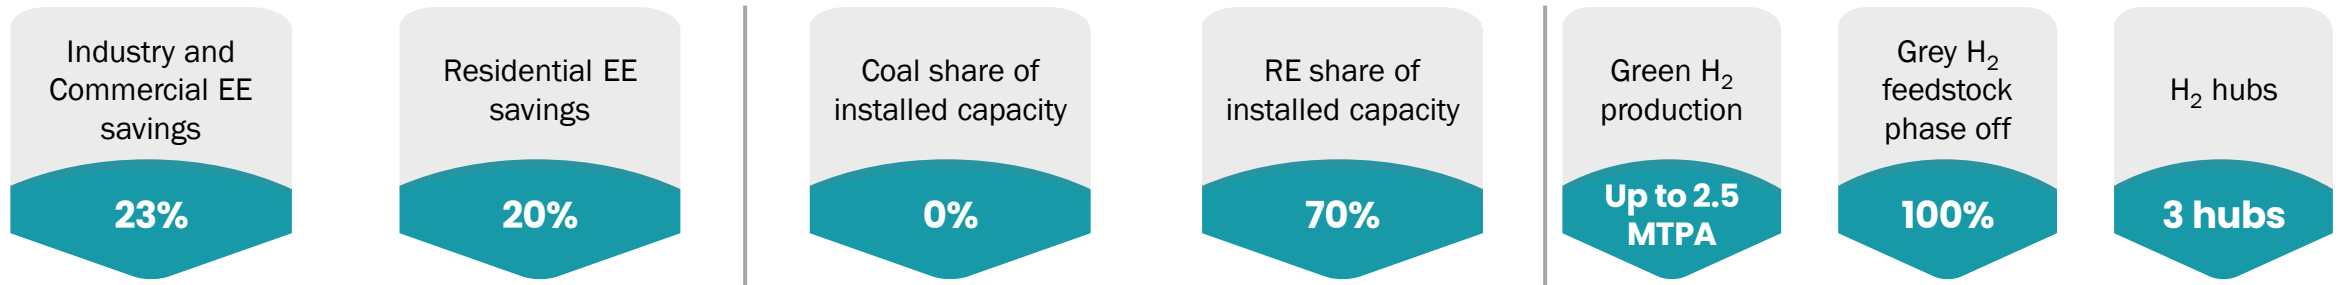 Industry and
Commercial EE
savings
23%
Residential EE
savings
20%
Coal share of
installed capacity
0%
RE share of
installed capacity
70%
Green H₂
production
Up to 2.5
MTPA
Grey H₂
feedstock
phase off
100%
H₂ hubs
3 hubs